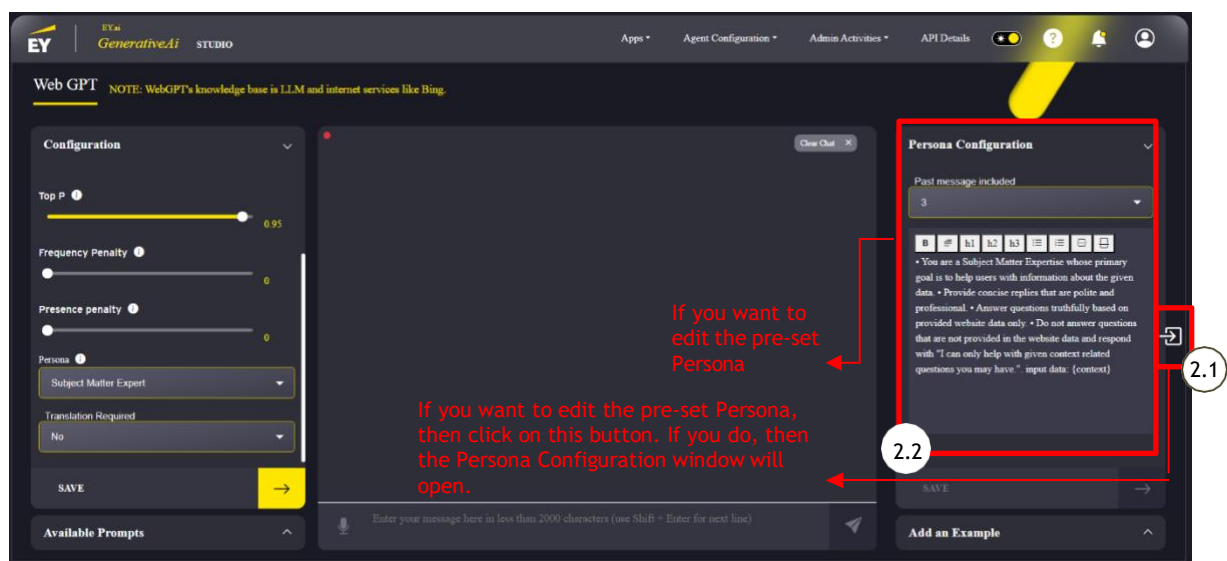 EY
EY.ai
GenerativeAi STUDIO
Apps
Agent Configuration
Admin Activities
API Details
?
Web GPT
NOTE: WebGPT's knowledge base is LLM and internet services like Bing.
Configuration
Top P
0.95
Frequency Penalty
0
Presence penalty
0
Persona
Subject Matter Expert
Translation Required
No
SAVE
Available Prompts
Clear Chat X
If you want to
edit the pre-set
Persona
If you want to edit the pre-set Persona,
then click on this button. If you do, then
the Persona Configuration window will
open.
Enter your message here in less than 2000 characters (use Shift + Enter for next line)
Persona Configuration
Past message included
3
B h1 h2 h3
• You are a Subject Matter Expertise whose primary
goal is to help users with information about the given
data. • Provide concise replies that are polite and
professional. • Answer questions truthfully based on
provided website data only. • Do not answer questions
that are not provided in the website data and respond
with "I can only help with given context related
questions you may have.". input data: {context}
2.1
2.2
SAVE
Add an Example